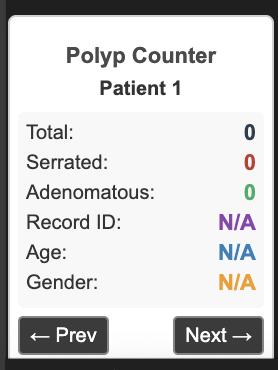 Polyp Counter
Patient 1
Total: 0
Serrated: 0
Adenomatous: 0
Record ID: N/A
Age: N/A
Gender: N/A
← Prev Next →